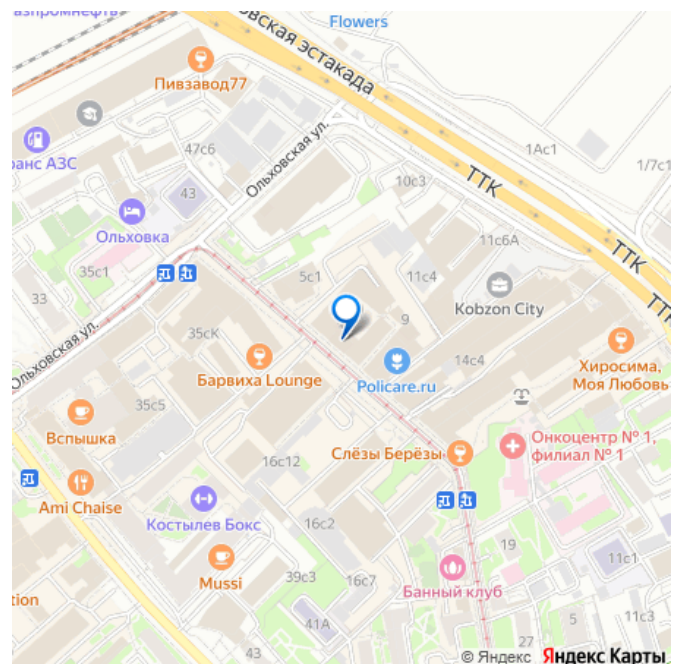 азпромнефть
Flowers
вская эстакада
Пивзавод77
47с6
Ольховская ул.
ранс АЗС
43
Ольховка
35с1
33
Ольховская ул.
1Ас1
1/7с1
ТТК
10с3
11с6А
ТТК
ТТК
5с1
11с4
Kobzon City
9
35сК
Барвиха Lounge
Policare.ru
14с4
Хиросима,
Моя Любовь
35с5
Вспышка
Слёзы Берёзы
Онкоцентр № 1,
филиал № 1
16с12
Ami Chaise
Костылев Бокс
16с2
19
11с1
Mussi
39с3
16с7
Банный клуб
tion
41А
5
11с3
27
© Яндекс Яндекс Карты